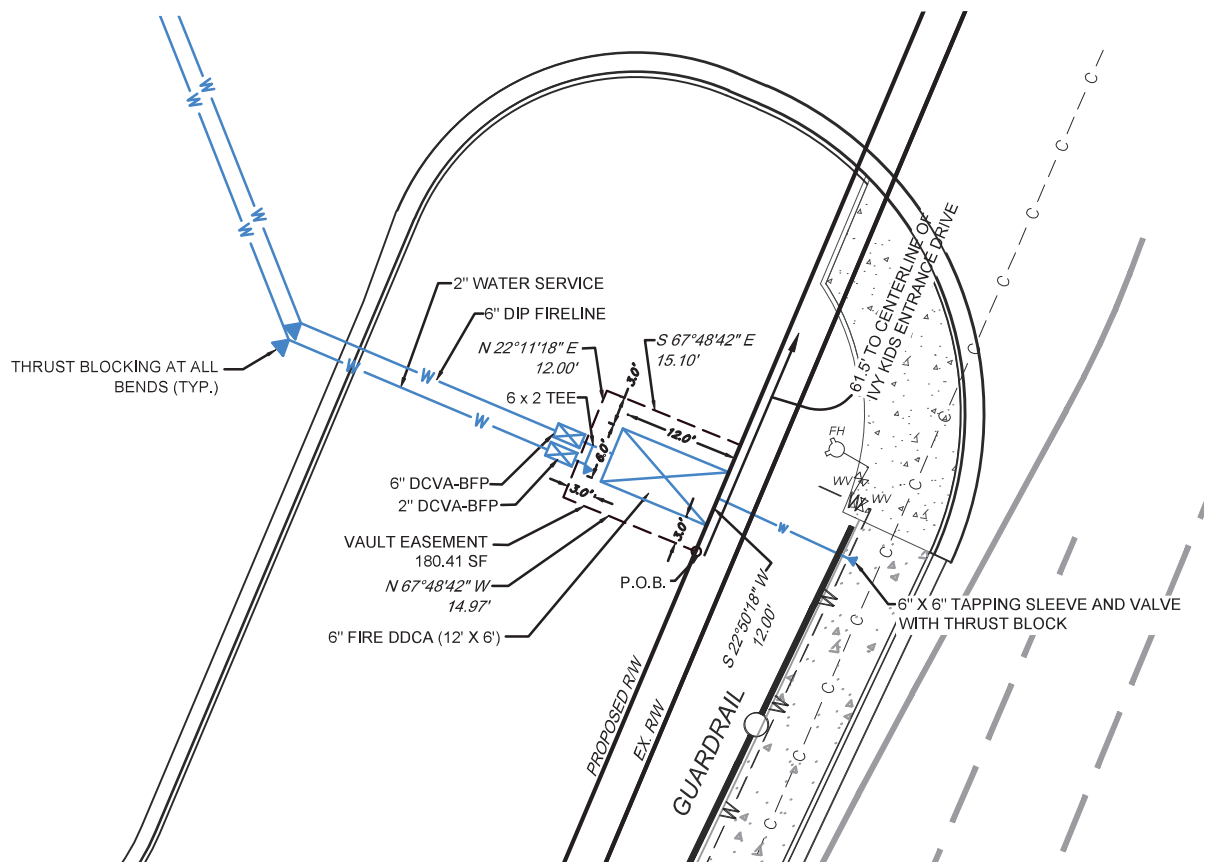 W
W
W
W
C
C
C
C
61.5' TO CENTERLINE OF
IVY KIDS ENTRANCE DRIVE
2" WATER SERVICE
6" DIP FIRELINE
S 67°48'42" E
15.10'
N 22°11'18" E
12.00'
THRUST BLOCKING AT ALL
BENDS (TYP.)
W
W
W
6 x 2 TEE
3.0'
12.0'
6.0'
3.0'
3.0'
FH
WV
WV
C
C
6" DCVA-BFP
2" DCVA-BFP
VAULT EASEMENT
180.41 SF
N 67°48'42" W
14.97'
6" FIRE DDCA (12' X 6')
P.O.B.
W
S 22°50'18" W
12.00'
6" X 6" TAPPING SLEEVE AND VALVE
WITH THRUST BLOCK
PROPOSED R/W
EX. R/W
GUARDRAIL
W
W
W
C
C
C
C